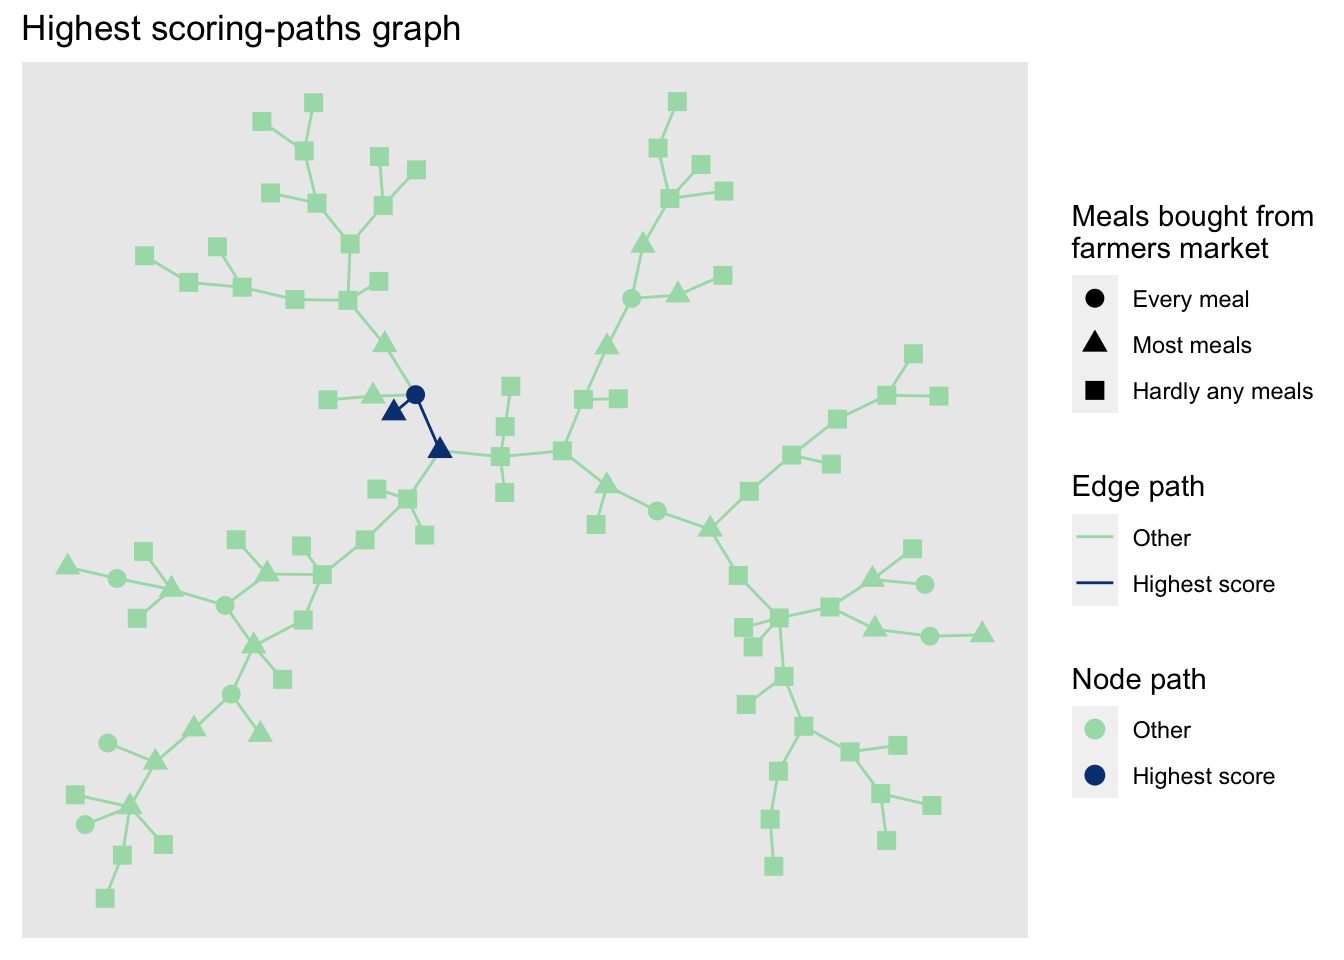 Highest scoring-paths graph
Meals bought from
farmers market
Every meal
Most meals
Hardly any meals
Edge path
Other
Highest score
Node path
Other
Highest score